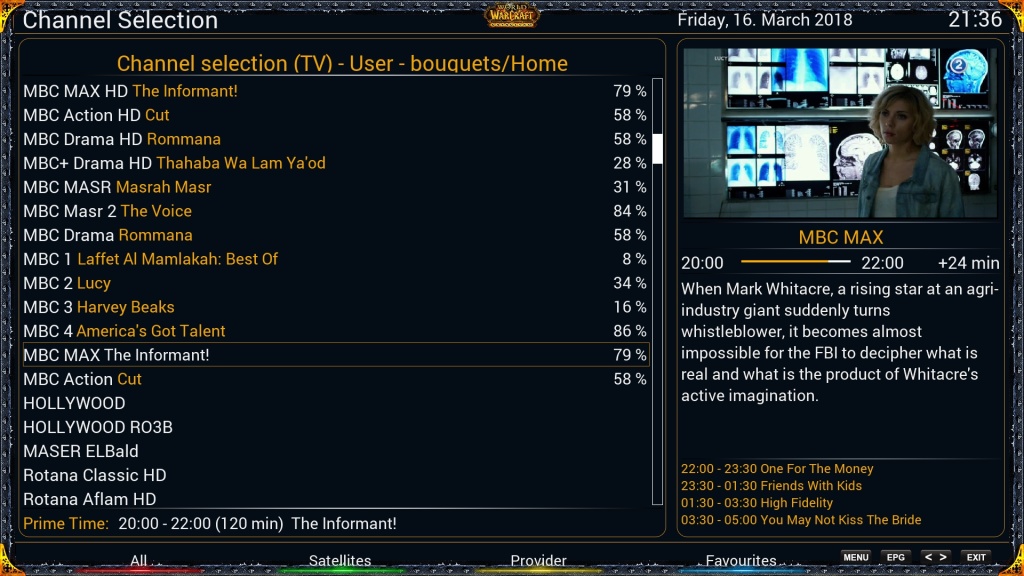 Channel Selection
WORLD OF WARCRAFT
Friday, 16. March 2018
21:36
Channel selection (TV) - User - bouquets/Home
MBC MAX HD The Informant! 79 %
MBC Action HD Cut 58 %
MBC Drama HD Rommana 58 %
MBC+ Drama HD Thahaba Wa Lam Ya'od 28 %
MBC MASR Masrah Masr 31 %
MBC Masr 2 The Voice 84 %
MBC Drama Rommana 58 %
MBC 1 Laffet Al Mamlakah: Best Of 8 %
MBC 2 Lucy 34 %
MBC 3 Harvey Beaks 16 %
MBC 4 America's Got Talent 86 %
MBC MAX The Informant! 79 %
MBC Action Cut 58 %
HOLLYWOOD
HOLLYWOOD RO3B
MASER ELBald
Rotana Classic HD
Rotana Aflam HD
Prime Time: 20:00 - 22:00 (120 min) The Informant!
LUCY
2
MBC MAX
20:00 22:00 +24 min
When Mark Whitacre, a rising star at an agri-
industry giant suddenly turns
whistleblower, it becomes almost
impossible for the FBI to decipher what is
real and what is the product of Whitacre's
active imagination.
22:00 - 23:30 One For The Money
23:30 - 01:30 Friends With Kids
01:30 - 03:30 High Fidelity
03:30 - 05:00 You May Not Kiss The Bride
All Satellites Provider Favourites MENU EPG < > EXIT